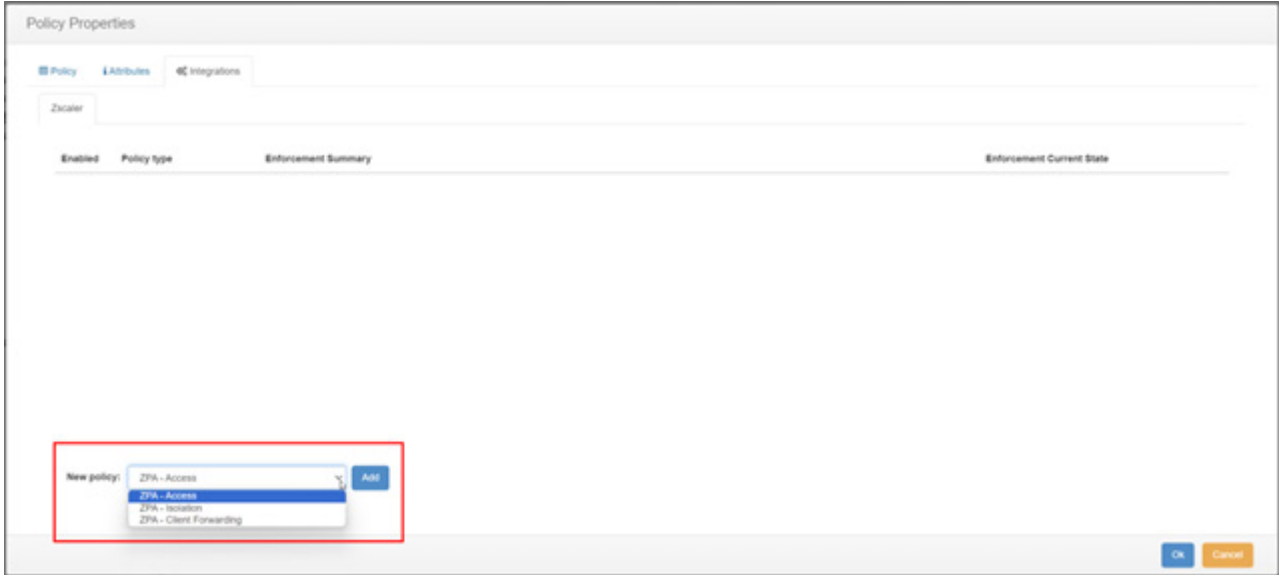 Policy Properties
Policy Attributes Integrations
Zscaler
Enabled Policy type Enforcement Summary Enforcement Current State
New policy: ZPA - Access Add
ZPA - Access
ZPA - Isolation
ZPA - Client Forwarding
Ok Cancel